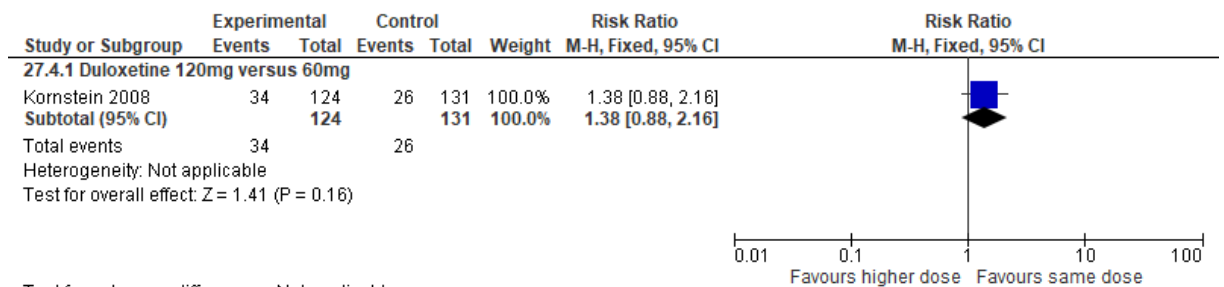 Experimental Control Risk Ratio Risk Ratio
Study or Subgroup Events Total Events Total Weight M-H, Fixed, 95% CI M-H, Fixed, 95% CI
27.4.1 Duloxetine 120mg versus 60mg
Kornstein 2008 34 124 26 131 100.0% 1.38 [0.88, 2.16]
Subtotal (95% CI) 124 131 100.0% 1.38 [0.88, 2.16]
Total events 34 26
Heterogeneity: Not applicable
Test for overall effect: Z = 1.41 (P = 0.16)
0.01 0.1 1 10 100
Favours higher dose Favours same dose